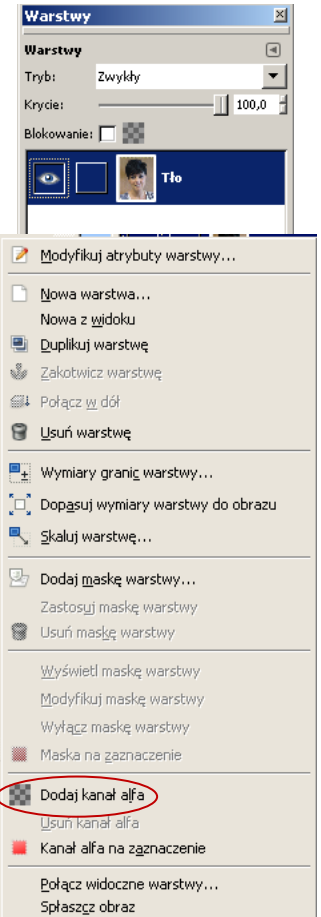 Warstwy
Warstwy
Tryb: Zwykły
Krycie: 100,0
Blokowanie:
Tło
Modyfikuj atrybuty warstwy...
Nowa warstwa...
Nowa z widoku
Duplikuj warstwę
Zakotwicz warstwę
Połącz w dół
Usuń warstwę
Wymiary granic warstwy...
Dopasuj wymiary warstwy do obrazu
Skaluj warstwę...
Dodaj maskę warstwy...
Zastosuj maskę warstwy
Usuń maskę warstwy
Wyświetl maskę warstwy
Modyfikuj maskę warstwy
Wyłącz maskę warstwy
Maska na zaznaczenie
Dodaj kanał alfa
Usuń kanał alfa
Kanał alfa na zaznaczenie
Połącz widoczne warstwy...
Spłaszcz obraz